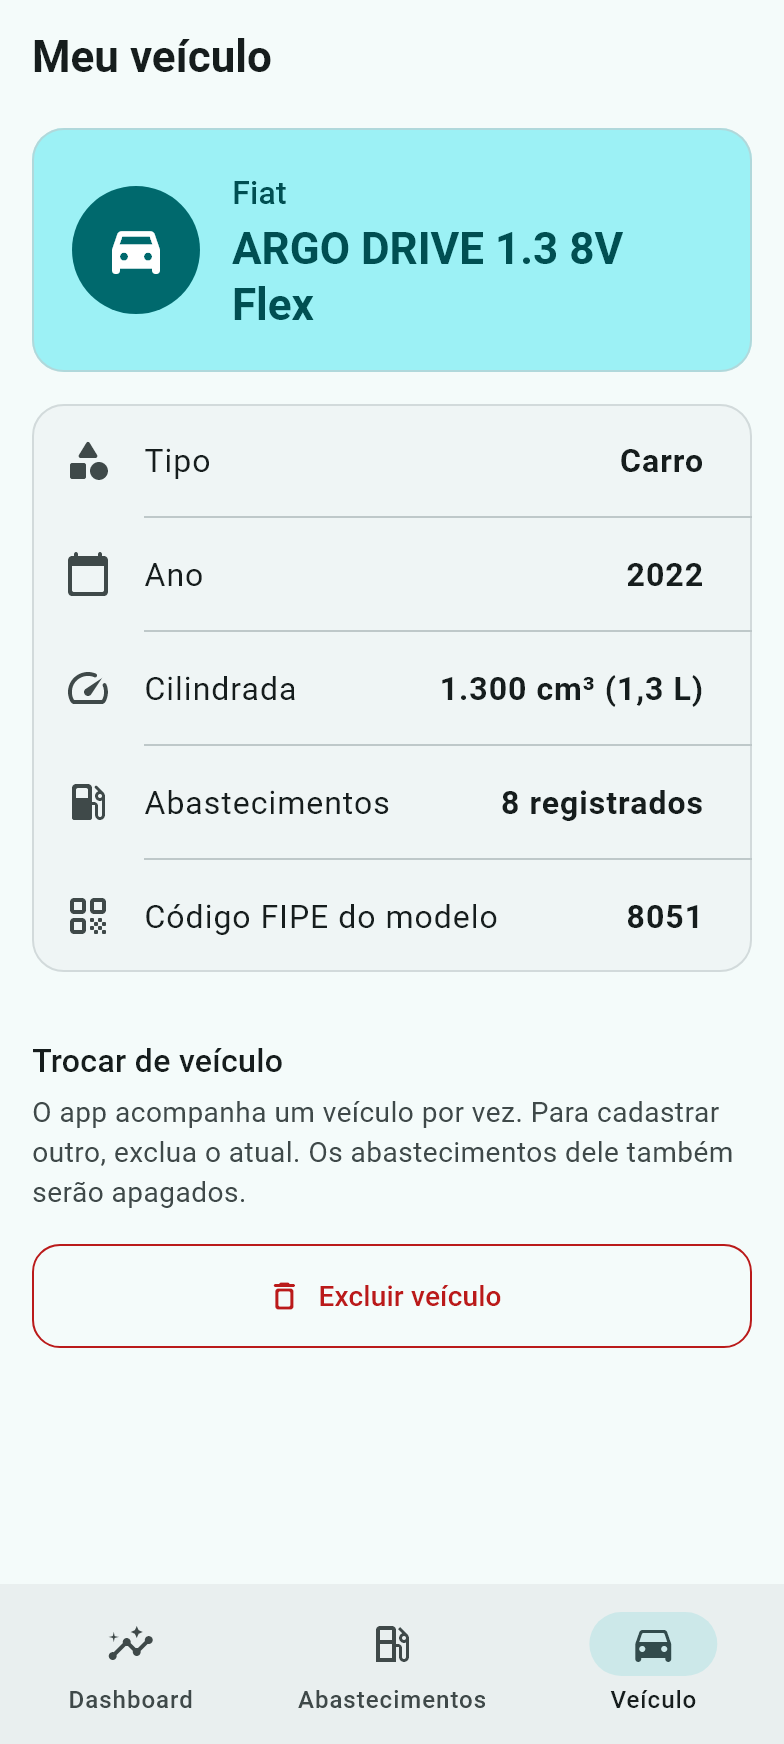 Meu veículo
Fiat
ARGO DRIVE 1.3 8V
Flex
Tipo Carro
Ano 2022
Cilindrada 1.300 cm³ (1,3 L)
Abastecimentos 8 registrados
Código FIPE do modelo 8051
Trocar de veículo
O app acompanha um veículo por vez. Para cadastrar
outro, exclua o atual. Os abastecimentos dele também
serão apagados.
Excluir veículo
Dashboard Abastecimentos Veículo